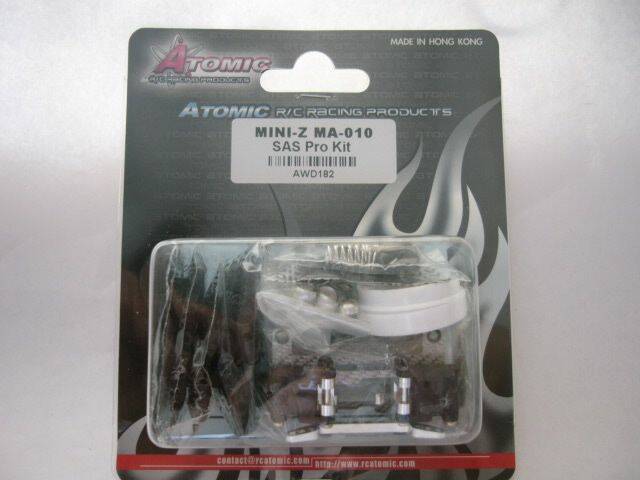 ATOMIC
R/C RACING PRODUCTS
MADE IN HONG KONG
ATOMIC R/C RACING PRODUCTS
MINI-Z MA-010
SAS Pro Kit
AWD182
contact@rcatomic.com http://www.rcatomic.com